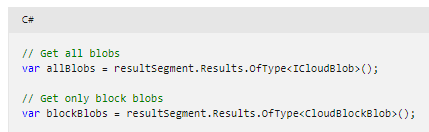 C#
// Get all blobs
var allBlobs = resultSegment.Results.OfType<ICloudBlob>();
// Get only block blobs
var blockBlobs = resultSegment.Results.OfType<CloudBlockBlob>();